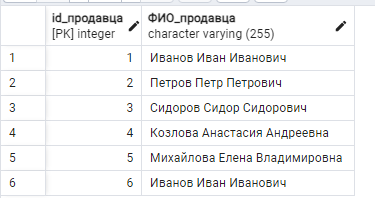 id_продавца ФИО_продавца
[PK] integer character varying (255)
1 1 Иванов Иван Иванович
2 2 Петров Петр Петрович
3 3 Сидоров Сидор Сидорович
4 4 Козлова Анастасия Андреевна
5 5 Михайлова Елена Владимировна
6 6 Иванов Иван Иванович